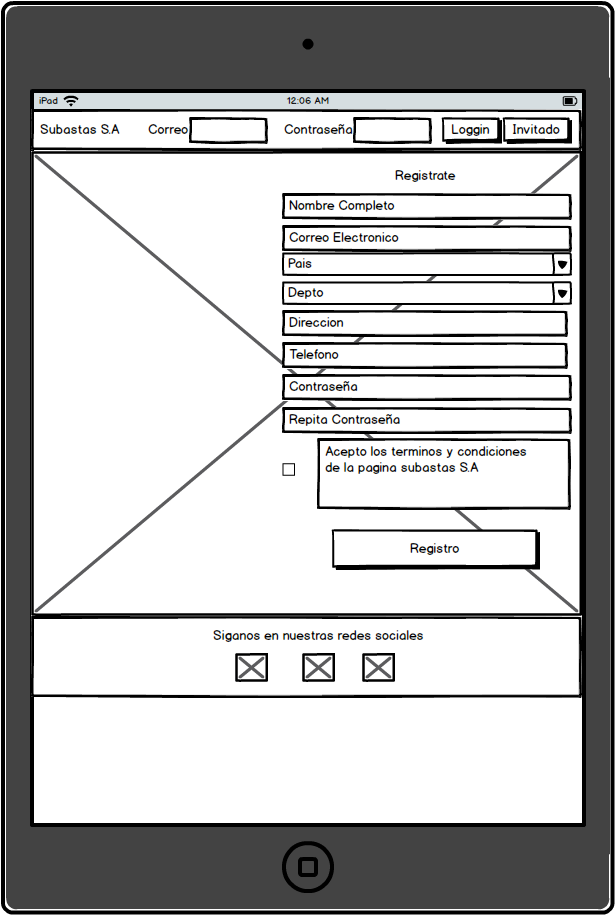 iPad 12:06 AM
Subastas S.A Correo Contraseña Loggin Invitado
Registrate
Nombre Completo
Correo Electronico
Pais
Depto
Direccion
Telefono
Contraseña
Repita Contraseña
Acepto los terminos y condiciones
de la pagina subastas S.A
Registro
Siganos en nuestras redes sociales